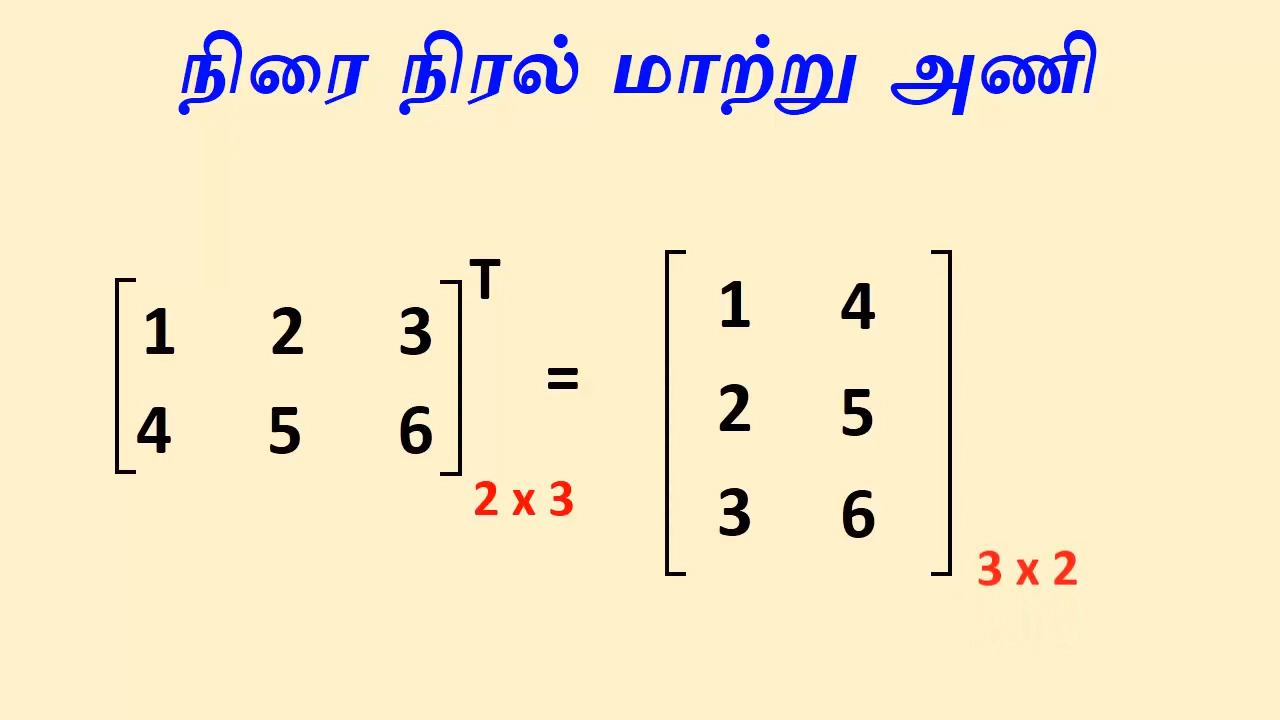 நிரை நிரல் மாற்று அணி
T
1 2 3
4 5 6
2 x 3
=
1 4
2 5
3 6
3 x 2